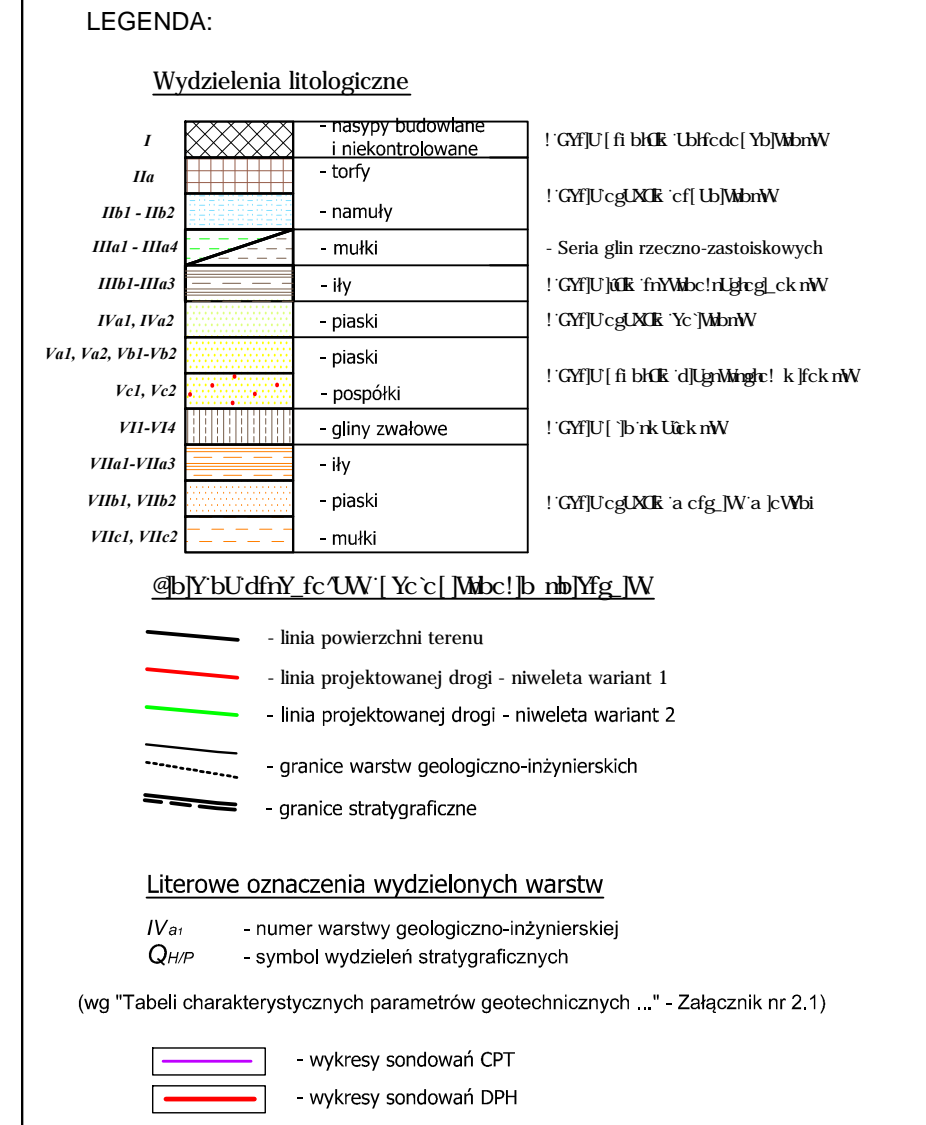 LEGENDA:
Wydzielenia litologiczne
I - nasypy budowlane
i niekontrolowane
IIa - torfy
IIb1 - IIb2 - namuły
IIIa1 - IIIa4 - mułki - Seria glin rzeczno-zastoiskowych
IIIb1-IIIa3 - iły
IVa1, IVa2 - piaski
Va1, Va2, Vb1-Vb2 - piaski
Vc1, Vc2 - pospółki
VI1-VI4 - gliny zwałowe
VIIa1-VIIa3 - iły
VIIb1, VIIb2 - piaski
VIIc1, VIIc2 - mułki
- linia powierzchni terenu
- linia projektowanej drogi - niweleta wariant 1
- linia projektowanej drogi - niweleta wariant 2
- granice warstw geologiczno-inżynierskich
- granice stratygraficzne
Literowe oznaczenia wydzielonych warstw
IVa1 - numer warstwy geologiczno-inżynierskiej
QH/P - symbol wydzieleń stratygraficznych
(wg "Tabeli charakterystycznych parametrów geotechnicznych ..." - Załącznik nr 2.1)
- wykresy sondowań CPT
- wykresy sondowań DPH